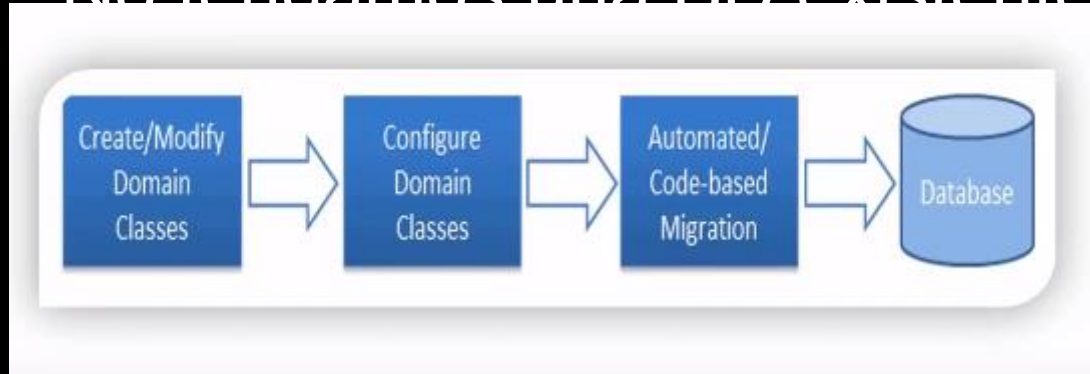 Create/Modify
Domain
Classes
Configure
Domain
Classes
Automated/
Code-based
Migration
Database